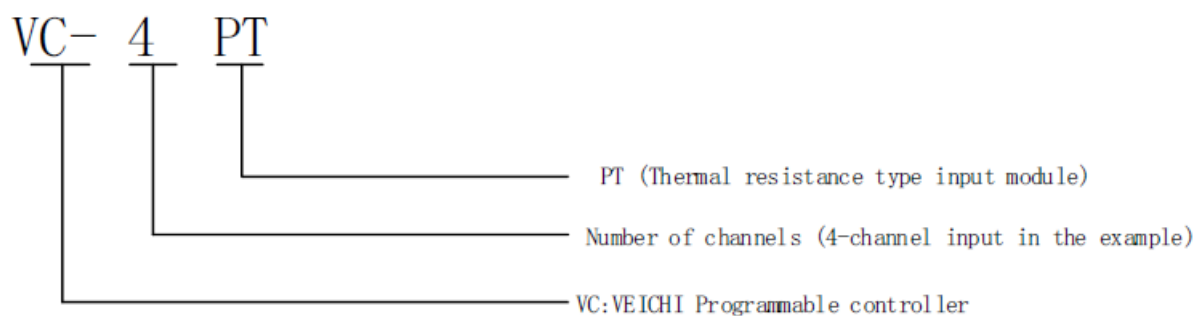 VC- 4 PT
PT (Thermal resistance type input module)
Number of channels (4-channel input in the example)
VC:VEICHI Programmable controller